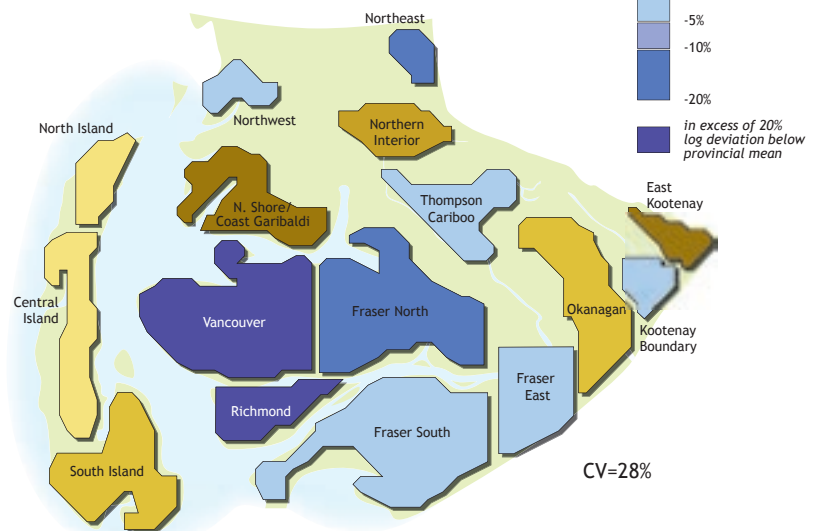 Northeast
-5%
-10%
-20%
Northwest
North Island
Northern
Interior
in excess of 20%
log deviation below
provincial mean
East
Kootenay
N. Shore/
Coast Garibaldi
Thompson
Cariboo
Central
Island
Vancouver
Fraser North
Okanagan
Kootenay
Boundary
Richmond
Fraser
East
Fraser South
South Island
CV=28%